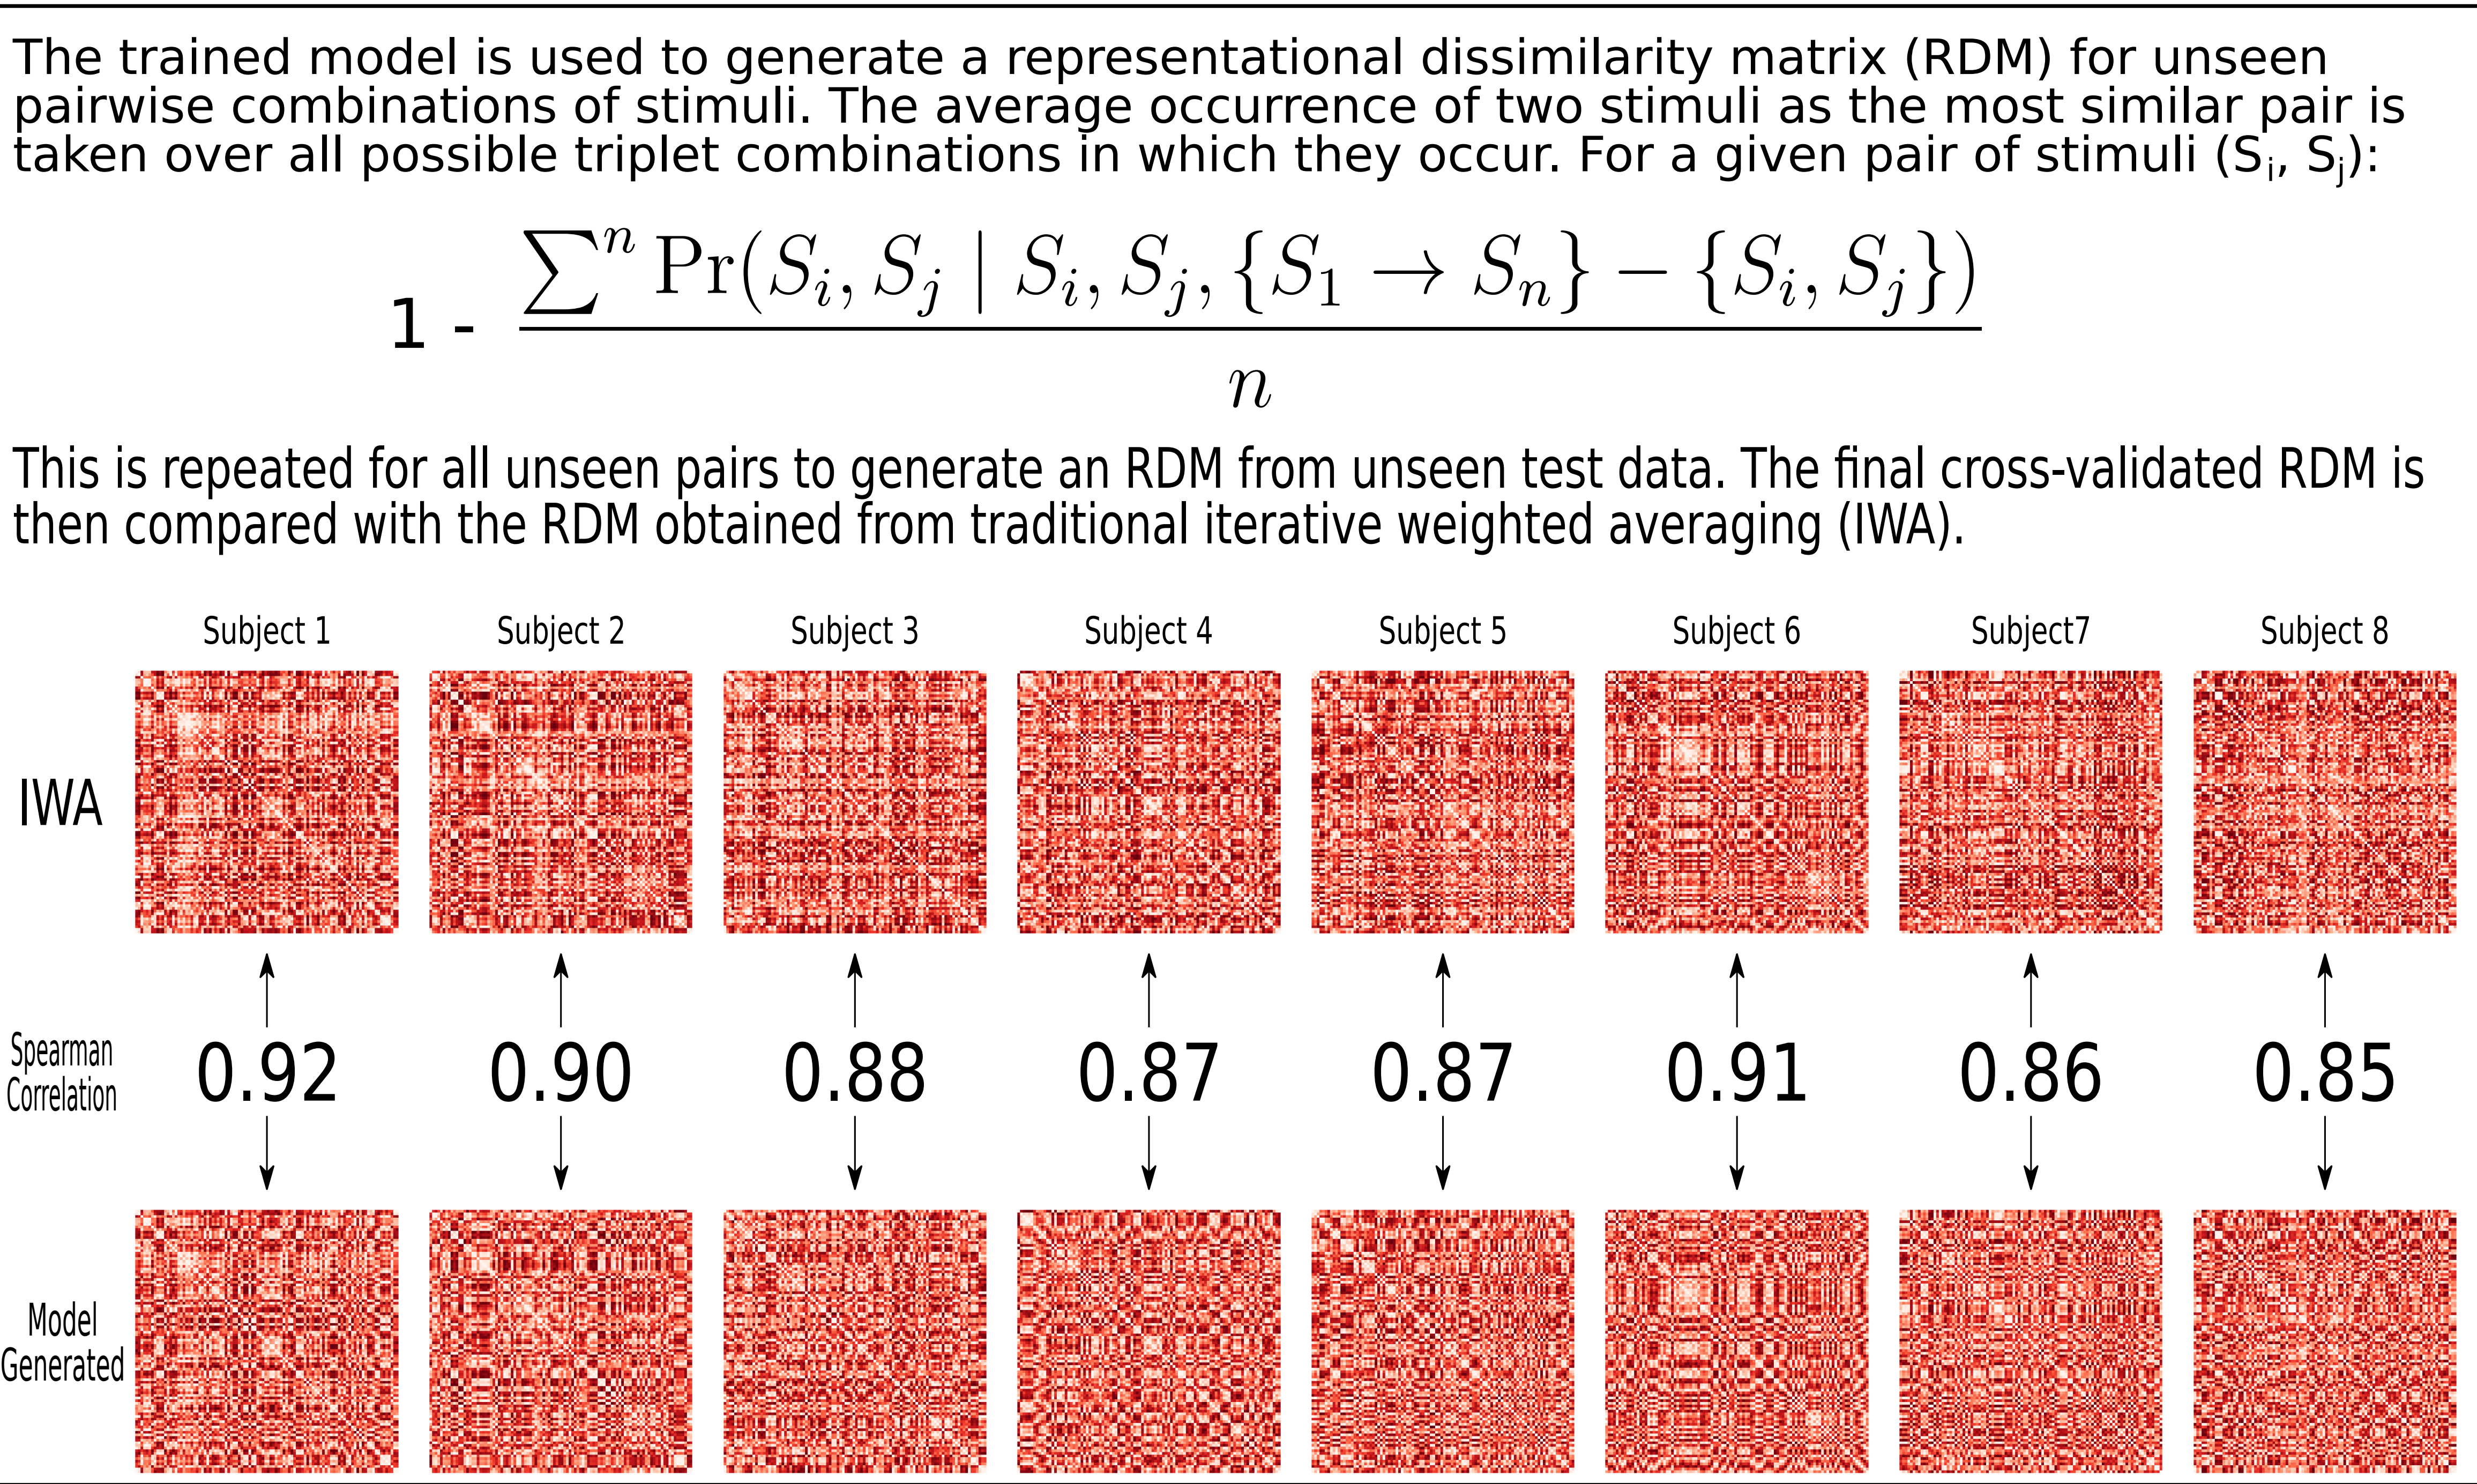 The trained model is used to generate a representational dissimilarity matrix (RDM) for unseen
pairwise combinations of stimuli. The average occurrence of two stimuli as the most similar pair is
taken over all possible triplet combinations in which they occur. For a given pair of stimuli (Sᵢ, Sⱼ):
1 - ∑ⁿ Pr(Sᵢ, Sⱼ | Sᵢ, Sⱼ, {S₁ → Sₙ} − {Sᵢ, Sⱼ})
n
This is repeated for all unseen pairs to generate an RDM from unseen test data. The final cross-validated RDM is
then compared with the RDM obtained from traditional iterative weighted averaging (IWA).
Subject 1 Subject 2 Subject 3 Subject 4 Subject 5 Subject 6 Subject7 Subject 8
IWA
Spearman
Correlation
0.92 0.90 0.88 0.87 0.87 0.91 0.86 0.85
Model
Generated